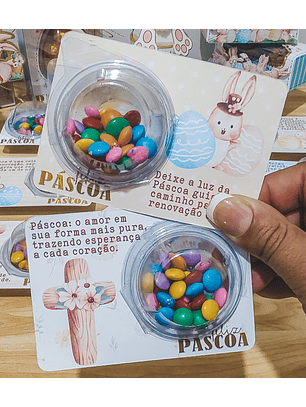 Feliz
PÁSCOA
Deixe a luz da
Páscoa
caminho
renovação
Páscoa: o amor em
sua forma mais pura,
trazendo esperança
a cada coração.
feliz
PÁSCOA